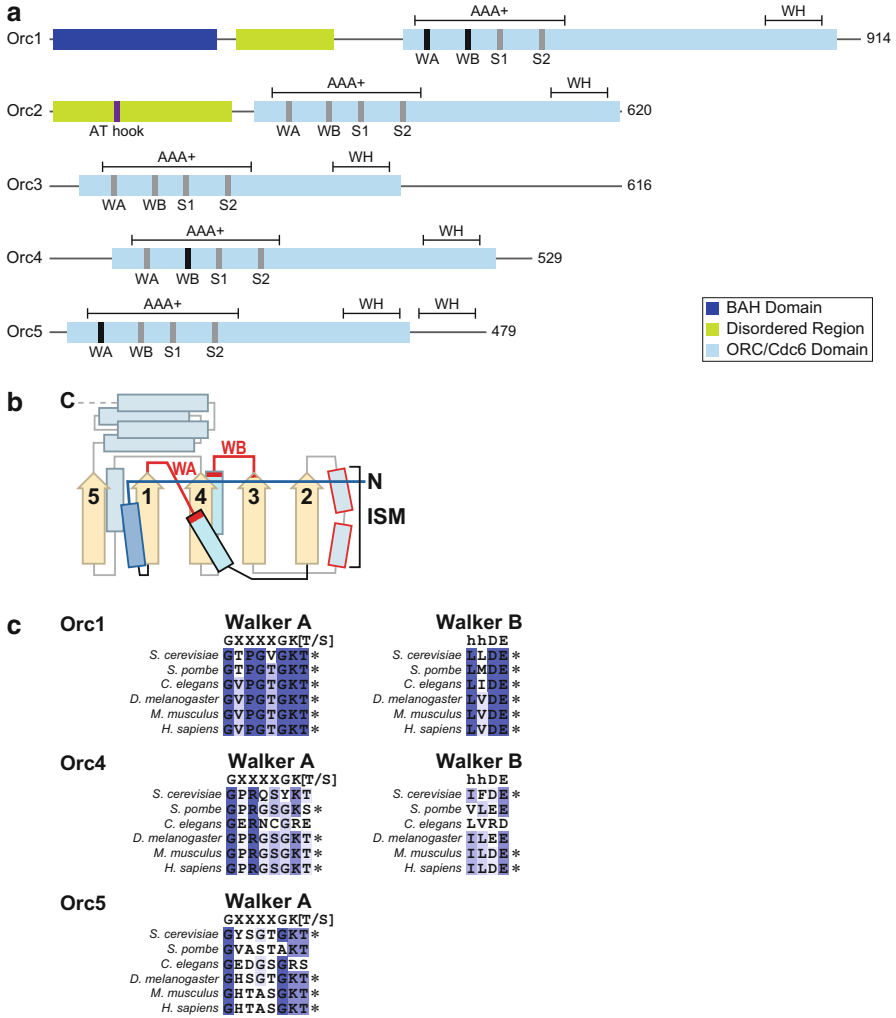 a
AAA+ WH
Orc1 914
WA WB S1 S2
AAA+ WH
Orc2 620
AT hook WA WB S1 S2
AAA+ WH
Orc3 616
WA WB S1 S2
AAA+ WH
Orc4 529
WA WB S1 S2
AAA+ WH WH
Orc5 479
WA WB S1 S2
BAH Domain
Disordered Region
ORC/Cdc6 Domain
b
C
WB
WA
N
5 1 4 3 2
ISM
c
Orc1 Walker A Walker B
GXXXXGK[T/S] hhDE
S. cerevisiae GTPGVGKT* S. cerevisiae LLDE*
S. pombe GTPGTGKT* S. pombe LMDE*
C. elegans GVPGTGKT* C. elegans LIDE*
D. melanogaster GVPGTGKT* D. melanogaster LVDE*
M. musculus GVPGTGKT* M. musculus LVDE*
H. sapiens GVPGTGKT* H. sapiens LVDE*
Orc4 Walker A Walker B
GXXXXGK[T/S] hhDE
S. cerevisiae GPRQSYKT S. cerevisiae IFDE*
S. pombe GPRGSGKS* S. pombe VLEE
C. elegans GERNCGRE C. elegans LVRD
D. melanogaster GPRGSGKT* D. melanogaster ILEE
M. musculus GPRGSGKT* M. musculus ILDE*
H. sapiens GPRGSGKT* H. sapiens ILDE*
Orc5 Walker A
GXXXXGK[T/S]
S. cerevisiae GYSGTGKT*
S. pombe GVASTAKT
C. elegans GEDGSGRS
D. melanogaster GHSGTGKT*
M. musculus GHTASGKT*
H. sapiens GHTASGKT*